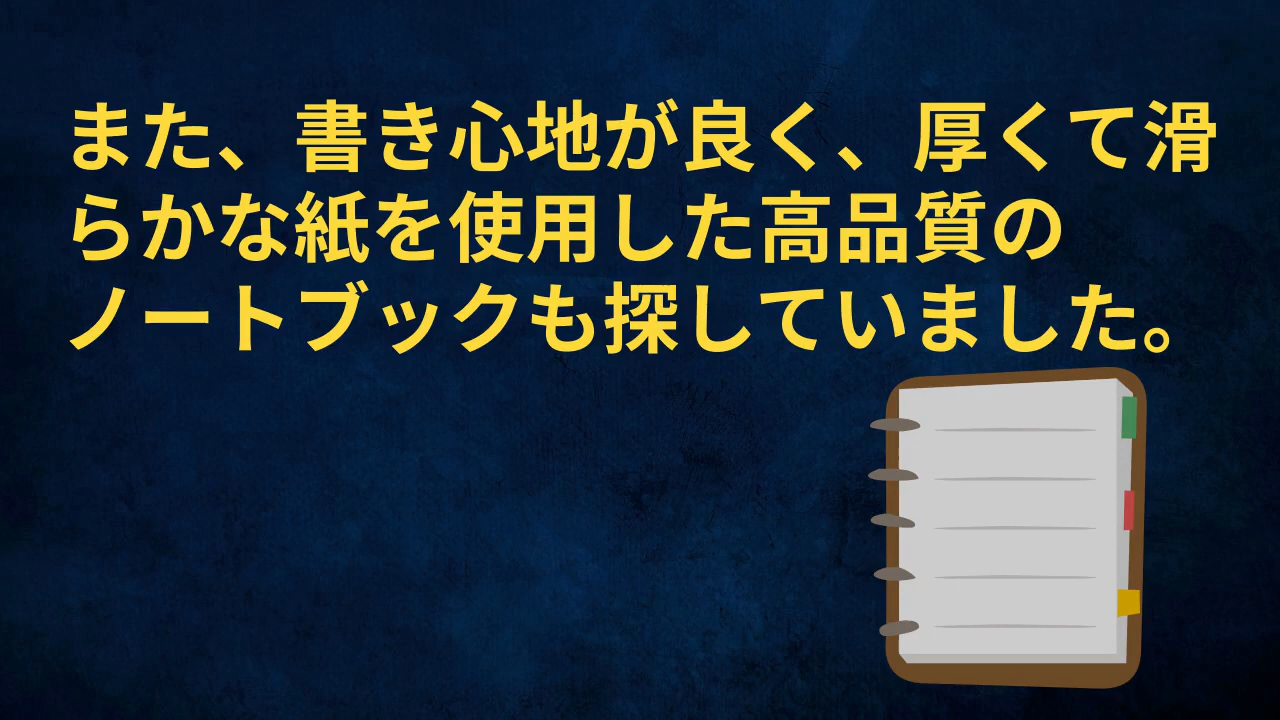 また、書き心地が良く、厚くて滑
らかな紙を使用した高品質の
ノートブックも探していました。